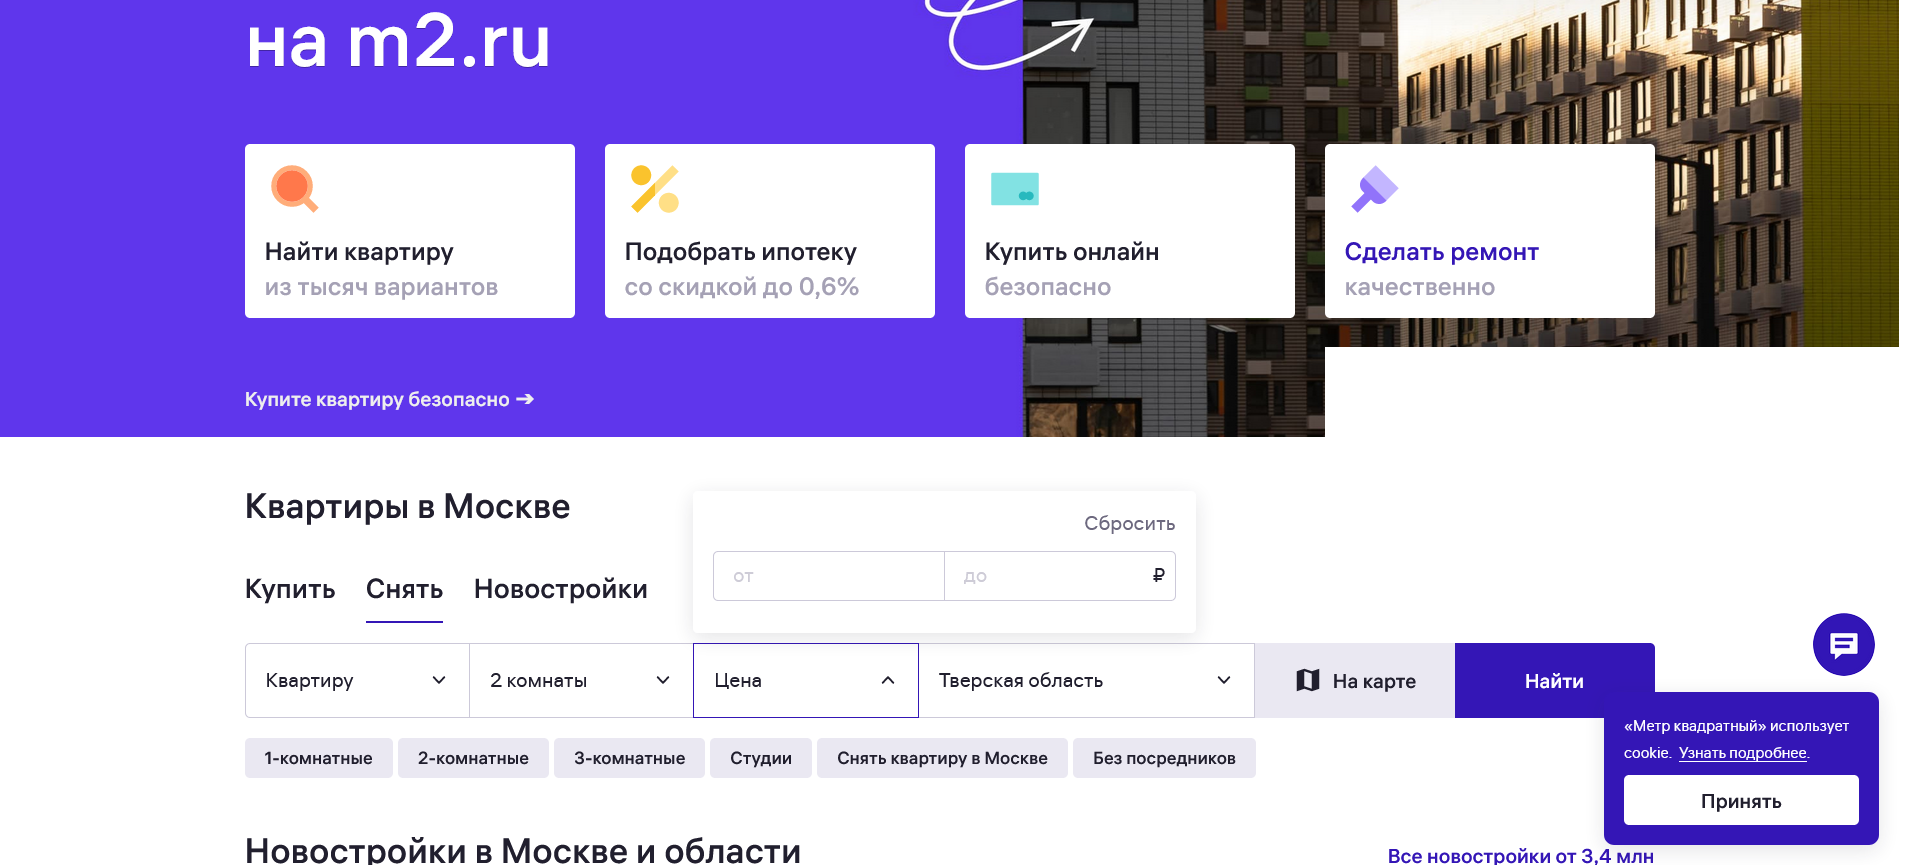 на m2.ru
Найти квартиру
из тысяч вариантов
Подобрать ипотеку
со скидкой до 0,6%
Купить онлайн
безопасно
Сделать ремонт
качественно
Купите квартиру безопасно →
Квартиры в Москве
Сбросить
от
до ₽
Купить Снять Новостройки
Квартиру 2 комнаты Цена Тверская область На карте Найти
1-комнатные 2-комнатные 3-комнатные Студии Снять квартиру в Москве Без посредников
«Метр квадратный» использует
cookie. Узнать подробнее.
Принять
Новостройки в Москве и области
Все новостройки от 3,4 млн